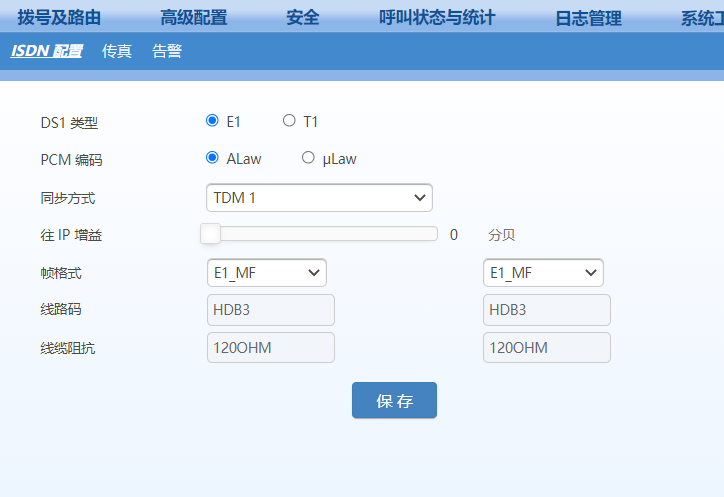 拨号及路由 高级配置 安全 呼叫状态与统计 日志管理 系统工
ISDN 配置 传真 告警
DS1 类型 E1 T1
PCM 编码 ALaw μLaw
同步方式 TDM 1
往 IP 增益 0 分贝
帧格式 E1_MF E1_MF
线路码 HDB3 HDB3
线缆阻抗 120OHM 120OHM
保存